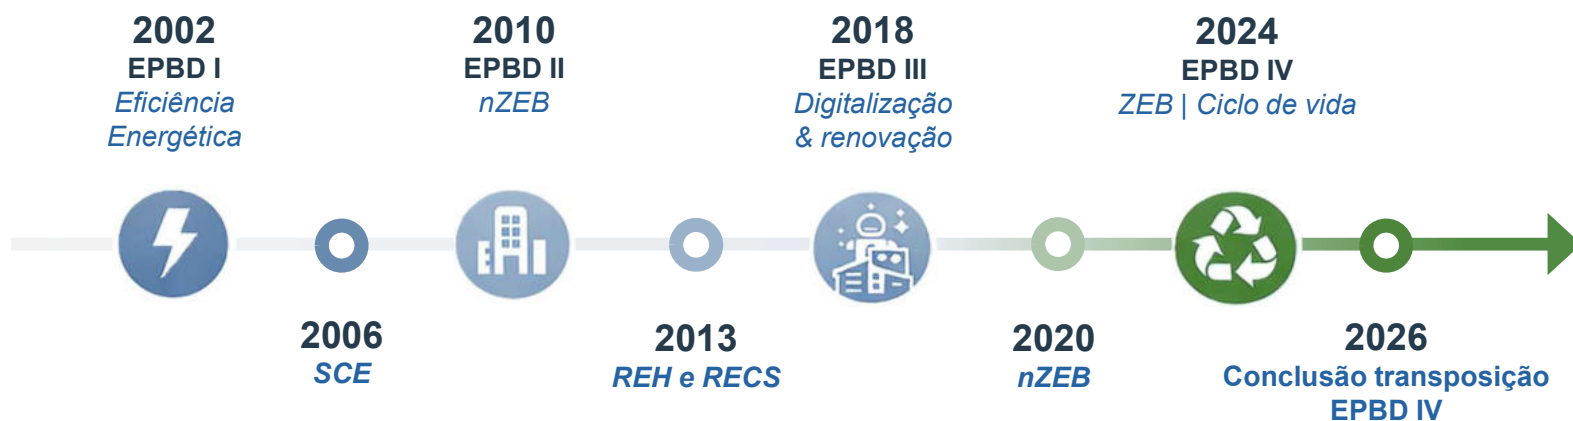 2002
EPBD I
Eficiência
Energética
2010
EPBD II
nZEB
2018
EPBD III
Digitalização
& renovação
2024
EPBD IV
ZEB | Ciclo de vida
2006
SCE
2013
REH e RECS
2020
nZEB
2026
Conclusão transposição
EPBD IV